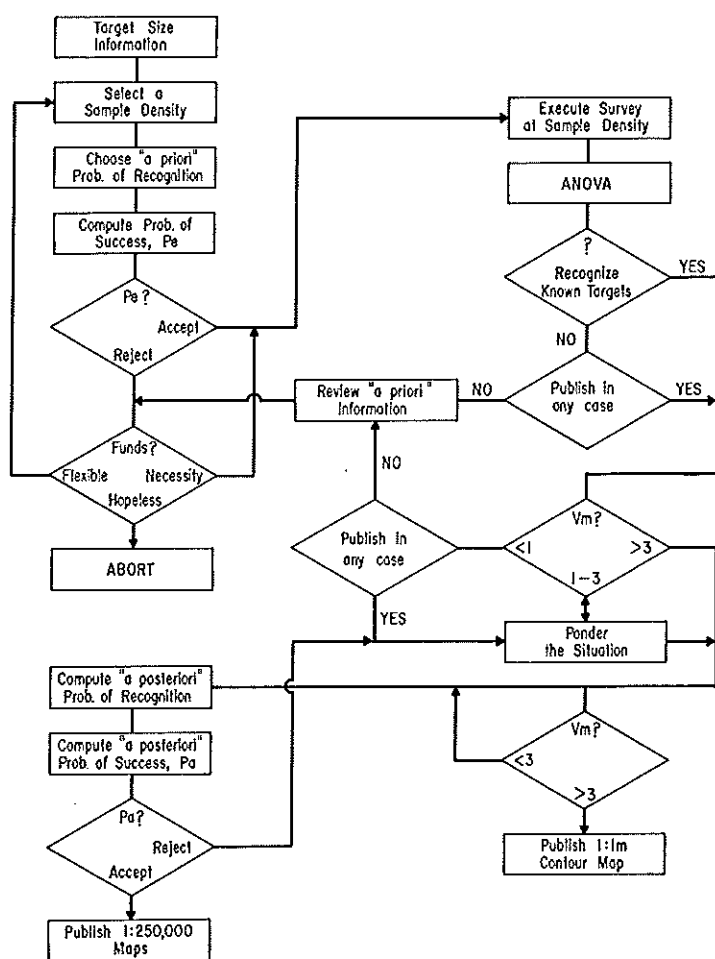 Target Size
Information
Select a
Sample Density
Choose "a priori"
Prob. of Recognition
Compute Prob. of
Success, Pe
Pe?
Accept
Reject
Funds?
Flexible
Necessity
Hopeless
ABORT
Execute Survey
at Sample Density
ANOVA
?
Recognize
Known Targets
YES
NO
Publish in
any case
YES
NO
Review "a priori"
Information
NO
Publish in
any case
YES
Vm?
<1
>3
1-3
Ponder
the Situation
Compute "a posteriori"
Prob. of Recognition
Compute "a posteriori"
Prob. of Success, Pa
Pa?
Reject
Accept
Publish 1:250,000
Maps
Vm?
<3
>3
Publish 1:1m
Contour Map